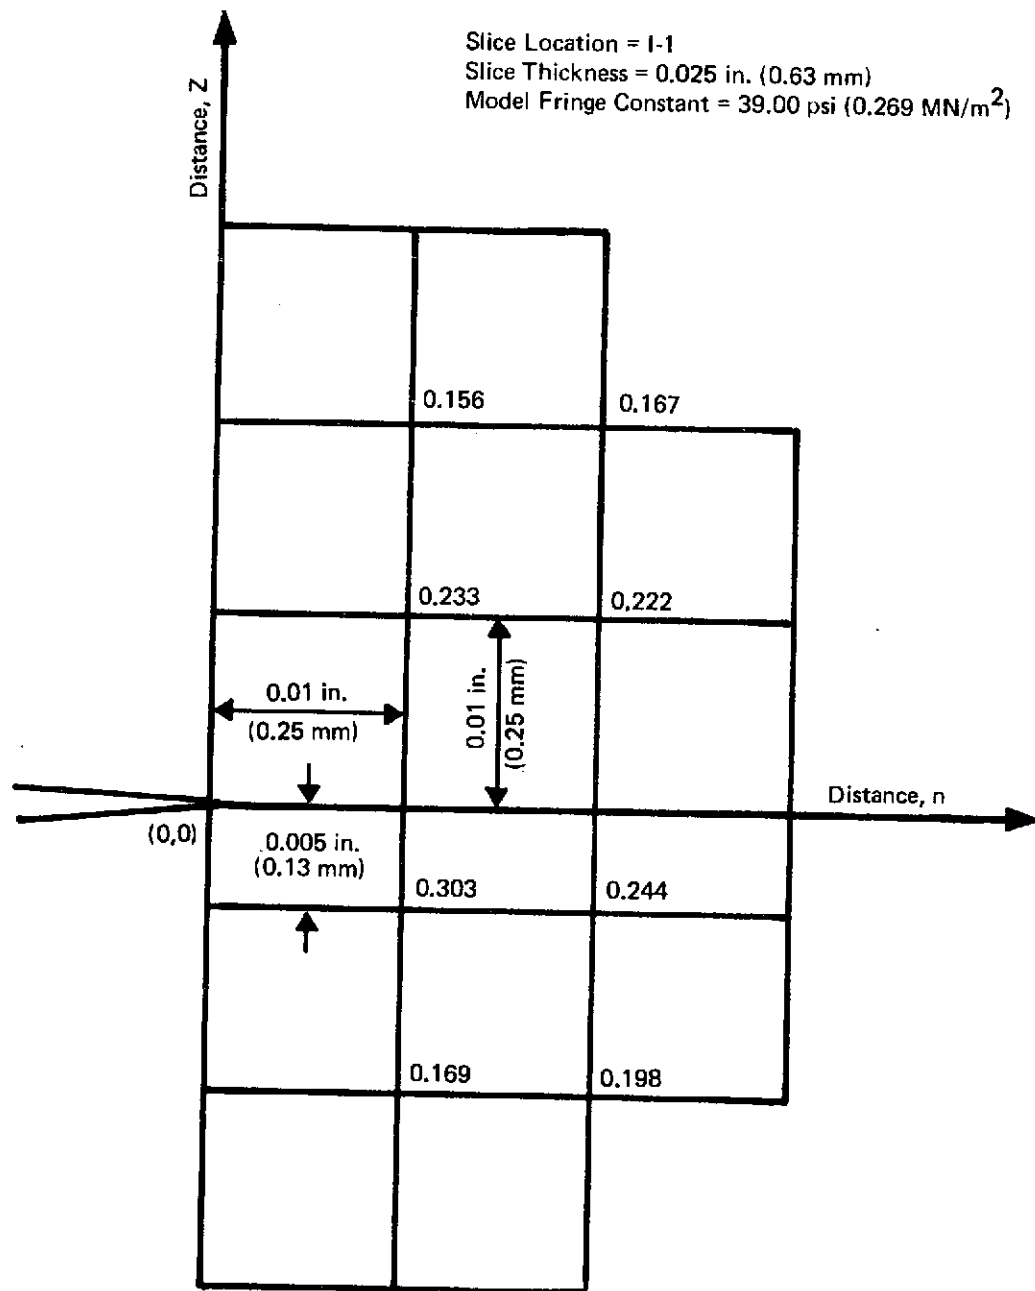 Slice Location = I-1
Slice Thickness = 0.025 in. (0.63 mm)
Model Fringe Constant = 39.00 psi (0.269 MN/m²)
Distance, Z
0.156
0.167
0.233
0.222
0.01 in.
(0.25 mm)
0.01 in.
(0.25 mm)
Distance, n
(0,0)
0.005 in.
(0.13 mm)
0.303
0.244
0.169
0.198